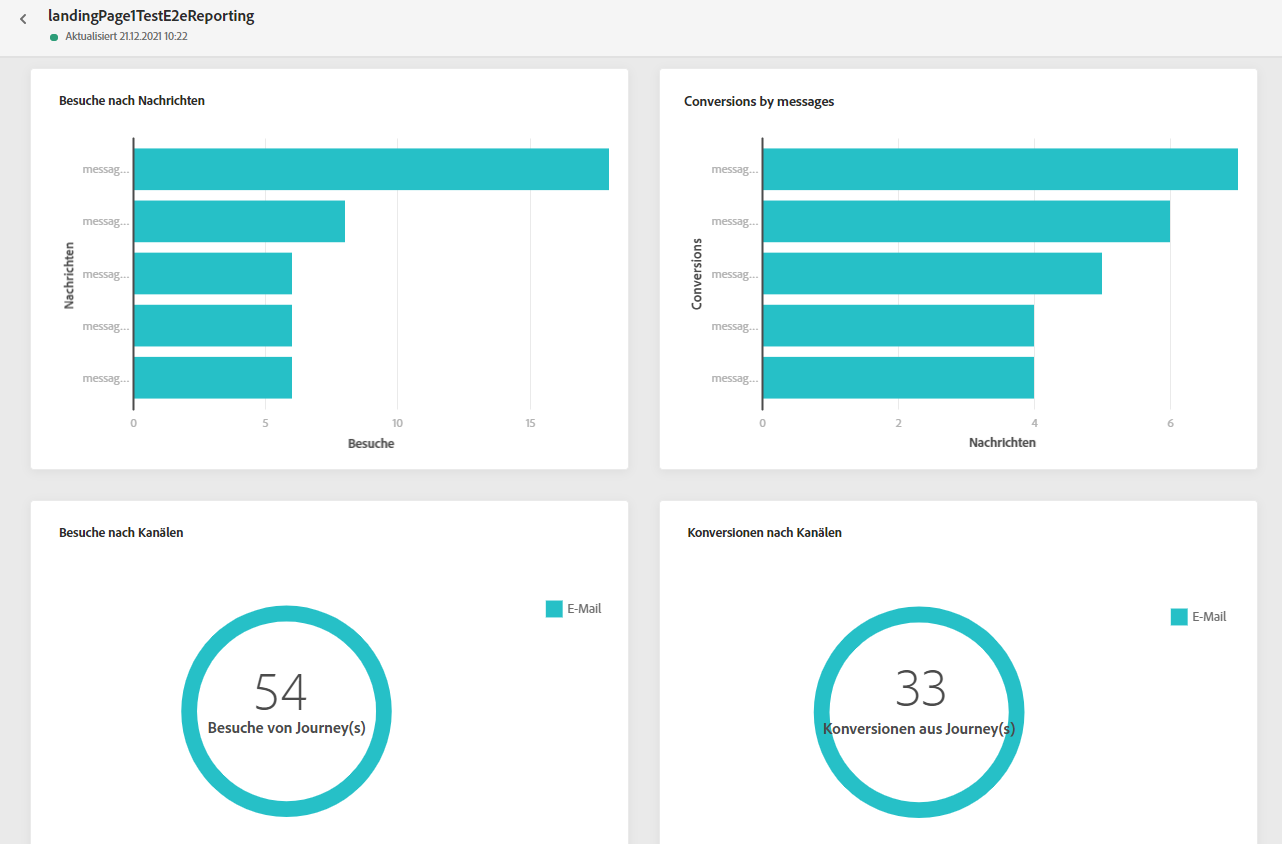 landingPage1TestE2eReporting
Aktualisiert 21.12.2021 10:22
Besuche nach Nachrichten
messag...
messag...
messag...
messag...
messag...
Nachrichten
0 5 10 15
Besuche
Conversions by messages
messag...
messag...
messag...
messag...
messag...
Conversions
0 2 4 6
Nachrichten
Besuche nach Kanälen
E-Mail
54
Besuche von Journey(s)
Konversionen nach Kanälen
E-Mail
33
Konversionen aus Journey(s)